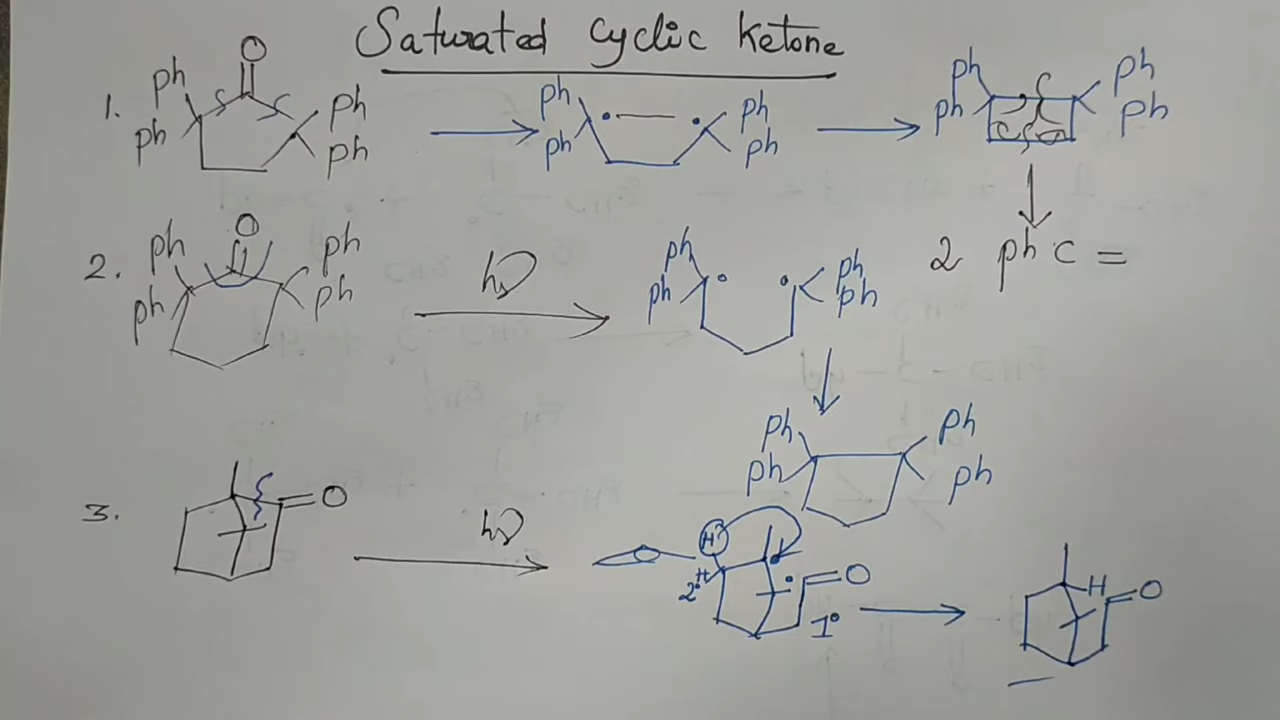 Saturated cyclic Ketone
1.
O
ph ph ph ph
ph ph ph ph
ph ph ph ph
2 ph C =
2.
O
ph ph ph ph
hν
ph ph ph ph
ph ph ph ph
3.
O
hν
H
H
2°
O
1°
H
O